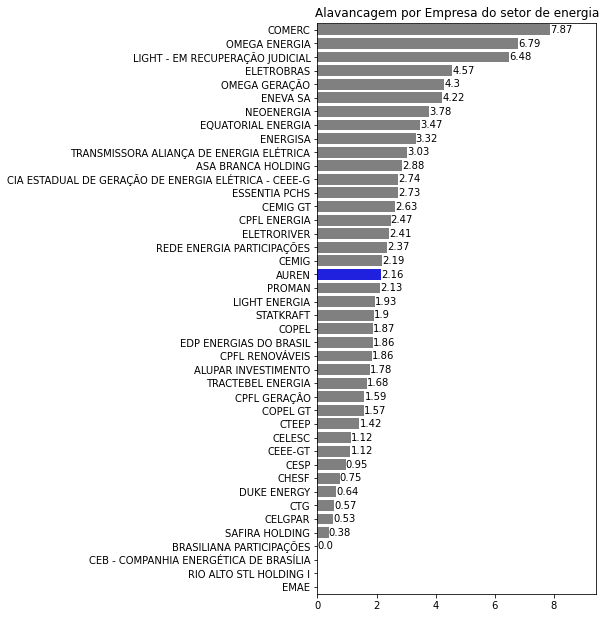 Alavancagem por Empresa do setor de energia
COMERC 7.87
OMEGA ENERGIA 6.79
LIGHT - EM RECUPERAÇÃO JUDICIAL 6.48
ELETROBRAS 4.57
OMEGA GERAÇÃO 4.3
ENEVA SA 4.22
NEOENERGIA 3.78
EQUATORIAL ENERGIA 3.47
ENERGISA 3.32
TRANSMISSORA ALIANÇA DE ENERGIA ELÉTRICA 3.03
ASA BRANCA HOLDING 2.88
CIA ESTADUAL DE GERAÇÃO DE ENERGIA ELÉTRICA - CEEE-G 2.74
ESSENTIA PCHS 2.73
CEMIG GT 2.63
CPFL ENERGIA 2.47
ELETRORIVER 2.41
REDE ENERGIA PARTICIPAÇÕES 2.37
CEMIG 2.19
AUREN 2.16
PROMAN 2.13
LIGHT ENERGIA 1.93
STATKRAFT 1.9
COPEL 1.87
EDP ENERGIAS DO BRASIL 1.86
CPFL RENOVÁVEIS 1.86
ALUPAR INVESTIMENTO 1.78
TRACTEBEL ENERGIA 1.68
CPFL GERAÇÃO 1.59
COPEL GT 1.57
CTEEP 1.42
CELESC 1.12
CEEE-GT 1.12
CESP 0.95
CHESF 0.75
DUKE ENERGY 0.64
CTG 0.57
CELGPAR 0.53
SAFIRA HOLDING 0.38
BRASILIANA PARTICIPAÇÕES 0.0
CEB - COMPANHIA ENERGÉTICA DE BRASÍLIA
RIO ALTO STL HOLDING I
EMAE
0 2 4 6 8